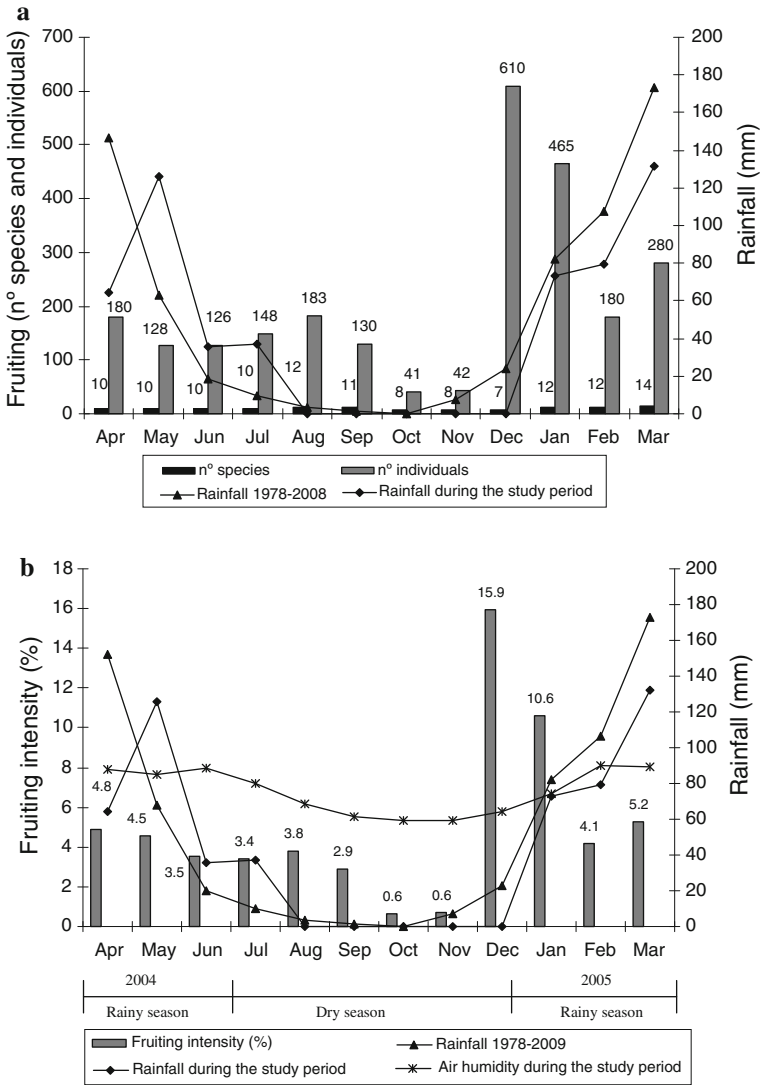 a
Fruiting (nº species and individuals)
Rainfall (mm)
700 600 500 400 300 200 100 0
200 180 160 140 120 100 80 60 40 20 0
180 128 126 148 183 130 41 42 610 465 180 280
10 10 10 10 12 11 8 8 7 12 12 14
Apr May Jun Jul Aug Sep Oct Nov Dec Jan Feb Mar
nº species nº individuals
Rainfall 1978-2008 Rainfall during the study period
b
Fruiting intensity (%)
Rainfall (mm)
18 16 14 12 10 8 6 4 2 0
200 180 160 140 120 100 80 60 40 20 0
4.8 4.5 3.5 3.4 3.8 2.9 0.6 0.6 15.9 10.6 4.1 5.2
Apr May Jun Jul Aug Sep Oct Nov Dec Jan Feb Mar
2004 2005
Rainy season Dry season Rainy season
Fruiting intensity (%) Rainfall 1978-2009
Rainfall during the study period Air humidity during the study period